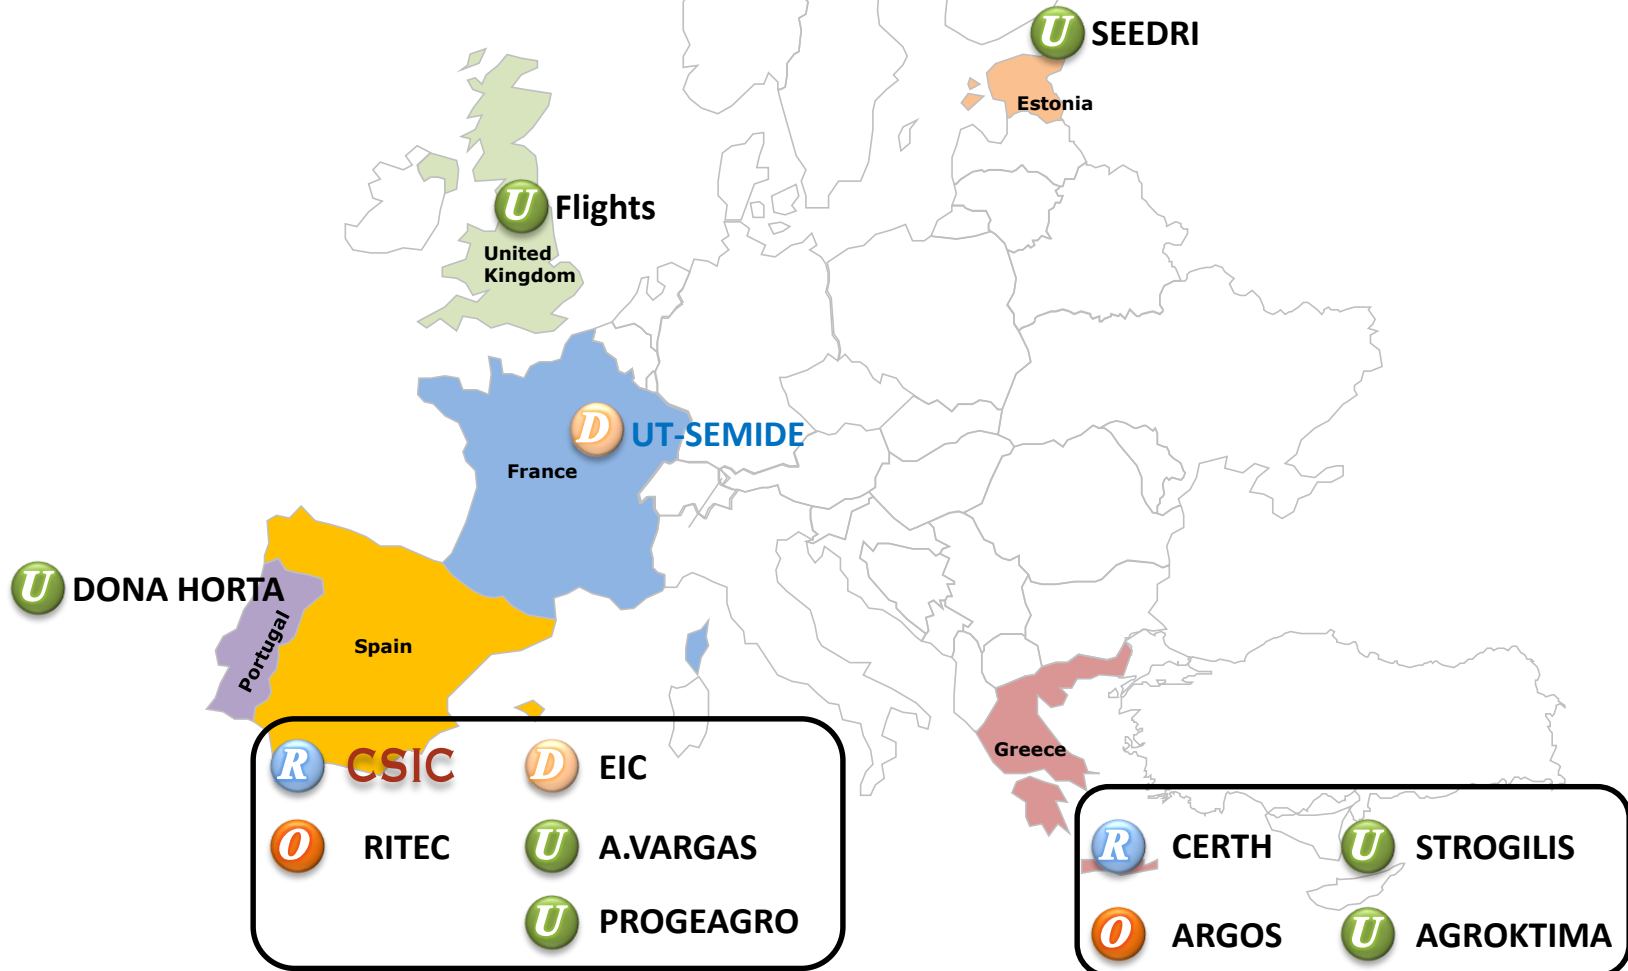 U SEEDRI
Estonia
U Flights
United
Kingdom
D UT-SEMIDE
France
U DONA HORTA
Portugal
Spain
Greece
R CSIC
D EIC
O RITEC
U A.VARGAS
U PROGEAGRO
R CERTH
U STROGILIS
O ARGOS
U AGROKTIMA